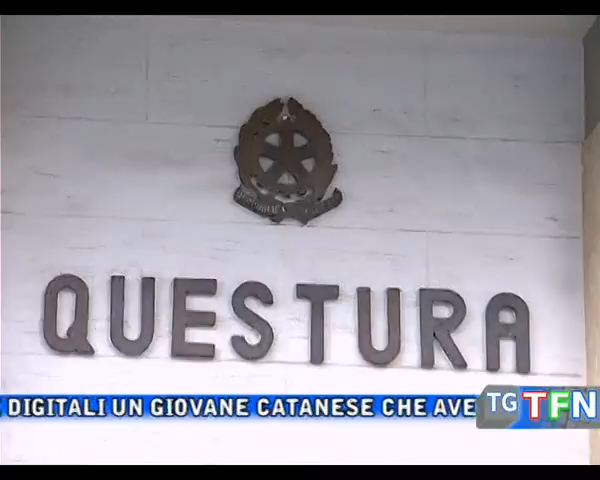 QUESTURA
DIGITALI UN GIOVANE CATANESE CHE AVE
TG TFN